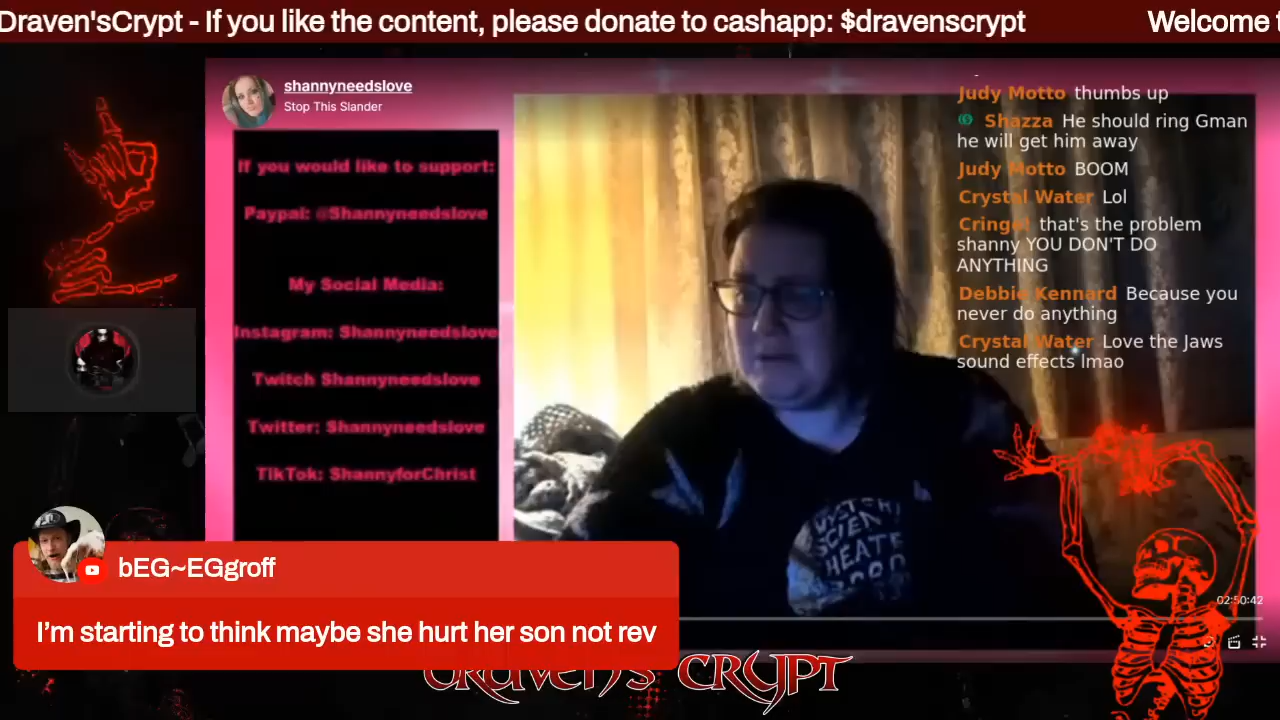 Draven'sCrypt - If you like the content, please donate to cashapp: $dravenscrypt
Welcome t
shannyneedslove
Stop This Slander
If you would like to support:
Paypal: @Shannyneedslove
My Social Media:
Instagram: Shannyneedslove
Twitch Shannyneedslove
Twitter: Shannyneedslove
TikTok: ShannyforChrist
Judy Motto thumbs up
Shazza He should ring Gman
he will get him away
Judy Motto BOOM
Crystal Water Lol
Cringe! that's the problem
shanny YOU DON'T DO
ANYTHING
Debbie Kennard Because you
never do anything
Crystal Water Love the Jaws
sound effects lmao
MYSTERY
SCIENCE
THEATER
02:50:42
bEG~EGgroff
I'm starting to think maybe she hurt her son not rev
Draven's Crypt